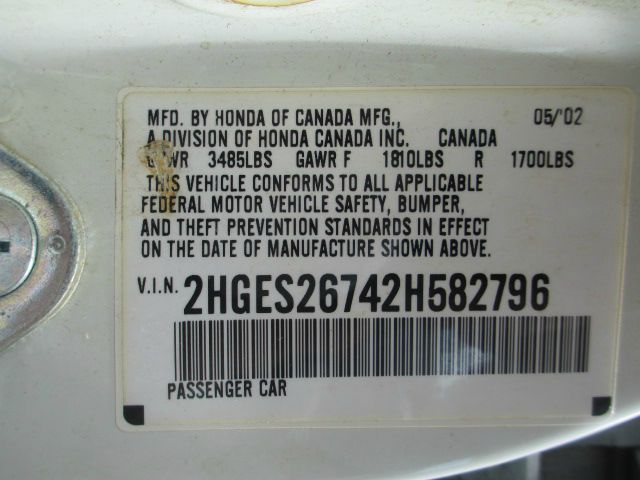 MFD. BY HONDA OF CANADA MFG., 05/'02
A DIVISION OF HONDA CANADA INC. CANADA
GVWR 3485LBS GAWR F 1810LBS R 1700LBS
THIS VEHICLE CONFORMS TO ALL APPLICABLE
FEDERAL MOTOR VEHICLE SAFETY, BUMPER,
AND THEFT PREVENTION STANDARDS IN EFFECT
ON THE DATE OF MANUFACTURE SHOWN ABOVE.
V.I.N. 2HGES26742H582796
PASSENGER CAR